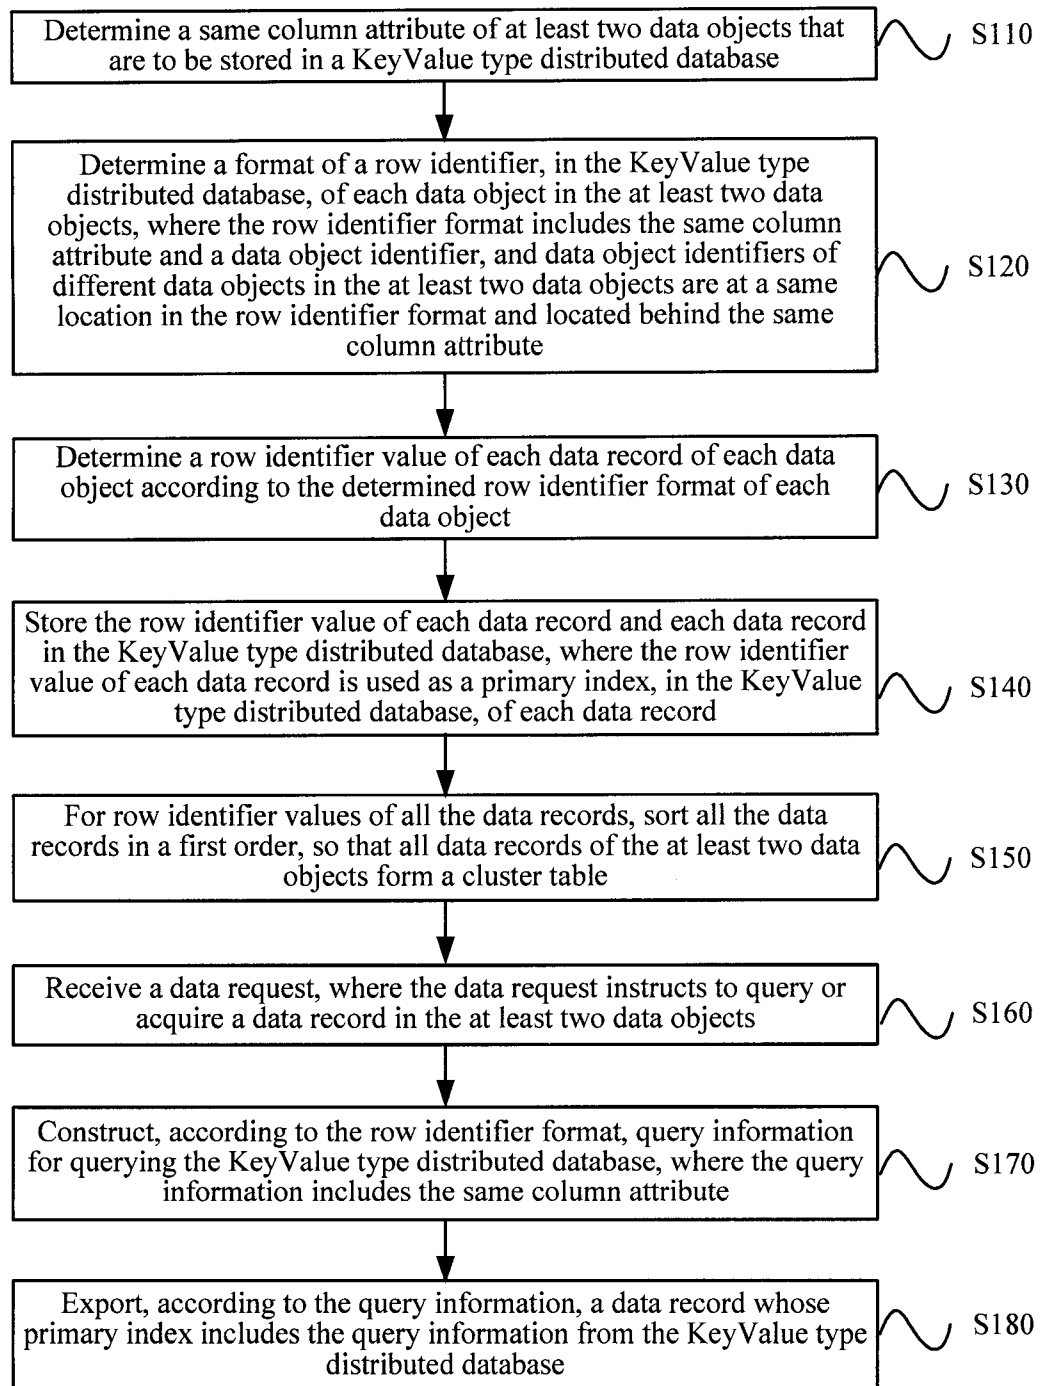 Determine a same column attribute of at least two data objects that
are to be stored in a KeyValue type distributed database
S110
Determine a format of a row identifier, in the KeyValue type
distributed database, of each data object in the at least two data
objects, where the row identifier format includes the same column
attribute and a data object identifier, and data object identifiers of
different data objects in the at least two data objects are at a same
location in the row identifier format and located behind the same
column attribute
S120
Determine a row identifier value of each data record of each data
object according to the determined row identifier format of each
data object
S130
Store the row identifier value of each data record and each data record
in the KeyValue type distributed database, where the row identifier
value of each data record is used as a primary index, in the KeyValue
type distributed database, of each data record
S140
For row identifier values of all the data records, sort all the data
records in a first order, so that all data records of the at least two data
objects form a cluster table
S150
Receive a data request, where the data request instructs to query or
acquire a data record in the at least two data objects
S160
Construct, according to the row identifier format, query information
for querying the KeyValue type distributed database, where the query
information includes the same column attribute
S170
Export, according to the query information, a data record whose
primary index includes the query information from the KeyValue type
distributed database
S180